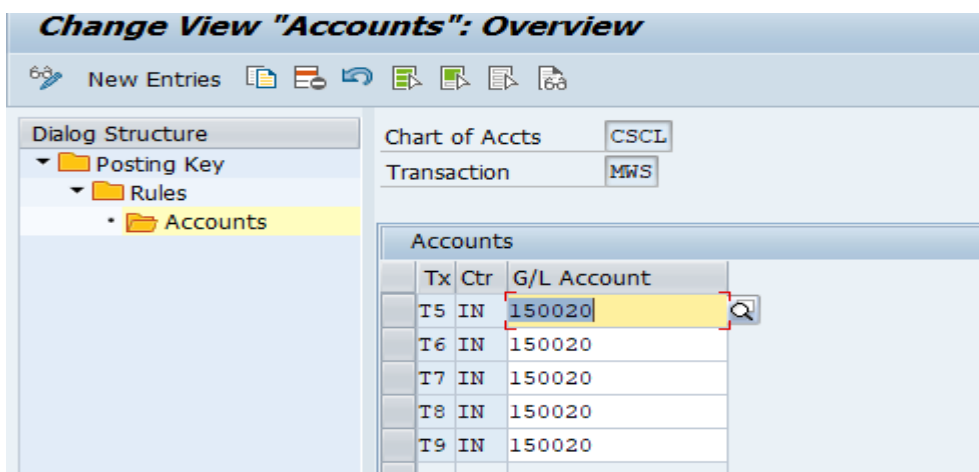 Change View "Accounts": Overview
New Entries
Dialog Structure
Posting Key
Rules
Accounts
Chart of Accts CSCL
Transaction MWS
Accounts
Tx Ctr G/L Account
T5 IN 150020
T6 IN 150020
T7 IN 150020
T8 IN 150020
T9 IN 150020